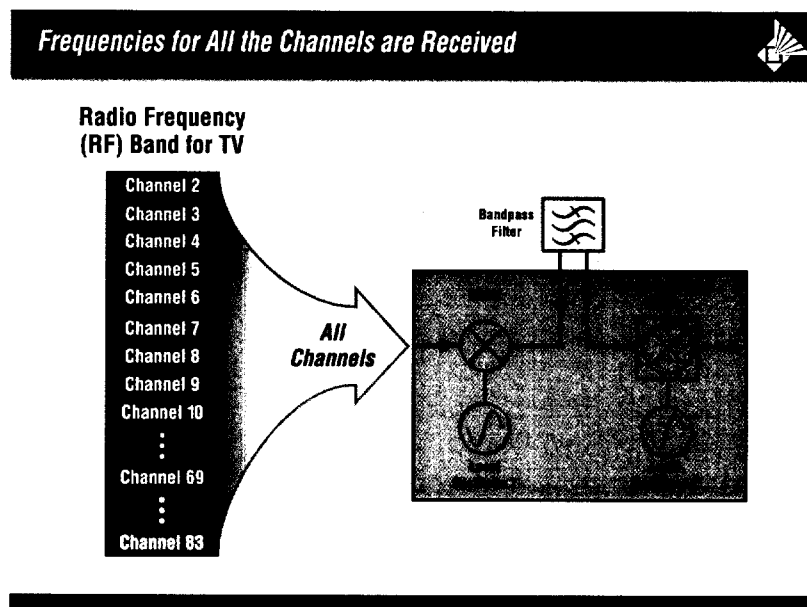 Frequencies for All the Channels are Received
Radio Frequency
(RF) Band for TV
Channel 2
Channel 3
Channel 4
Channel 5
Channel 6
Channel 7
Channel 8
Channel 9
Channel 10
Channel 69
Channel 83
All
Channels
Bandpass
Filter